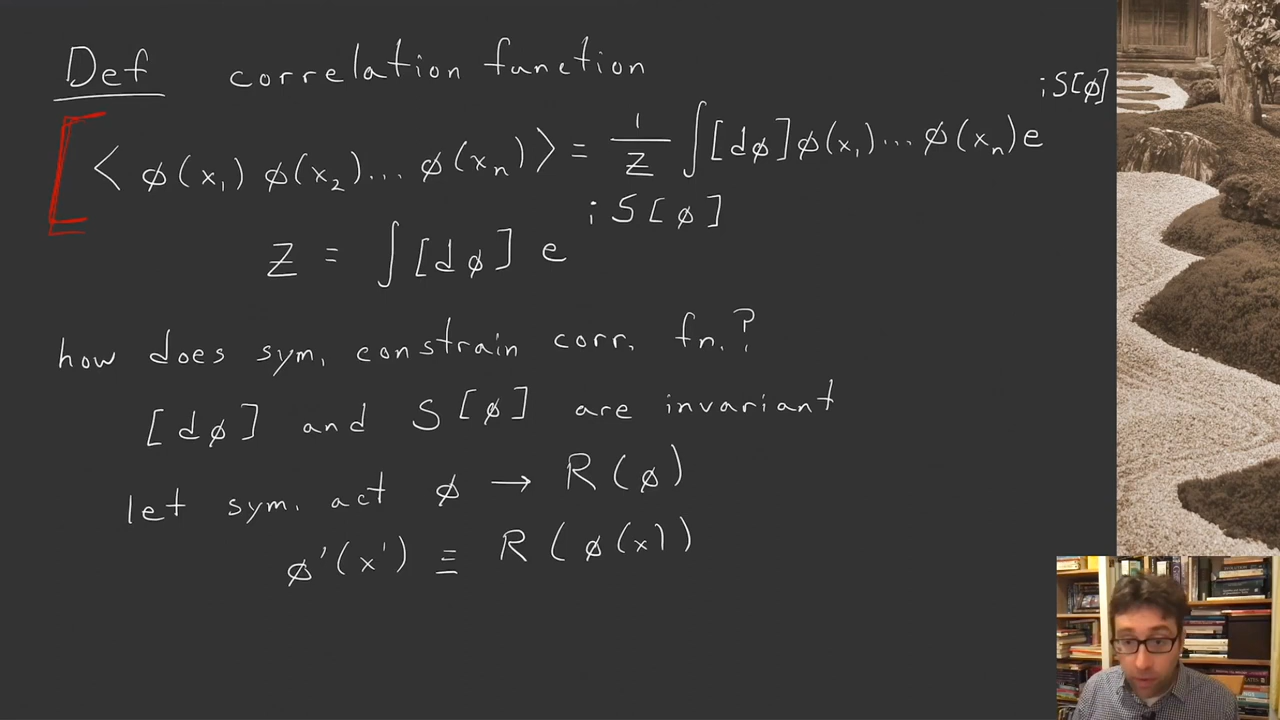 Def correlation function
< ϕ(x₁) ϕ(x₂)... ϕ(xₙ) > = 1/Z ∫[dϕ] ϕ(x₁)... ϕ(xₙ) e^{iS[ϕ]}
Z = ∫[dϕ] e^{iS[ϕ]}
how does sym. constrain corr. fn.?
[dϕ] and S[ϕ] are invariant
let sym. act ϕ → R(ϕ)
ϕ'(x') ≡ R(ϕ(x))